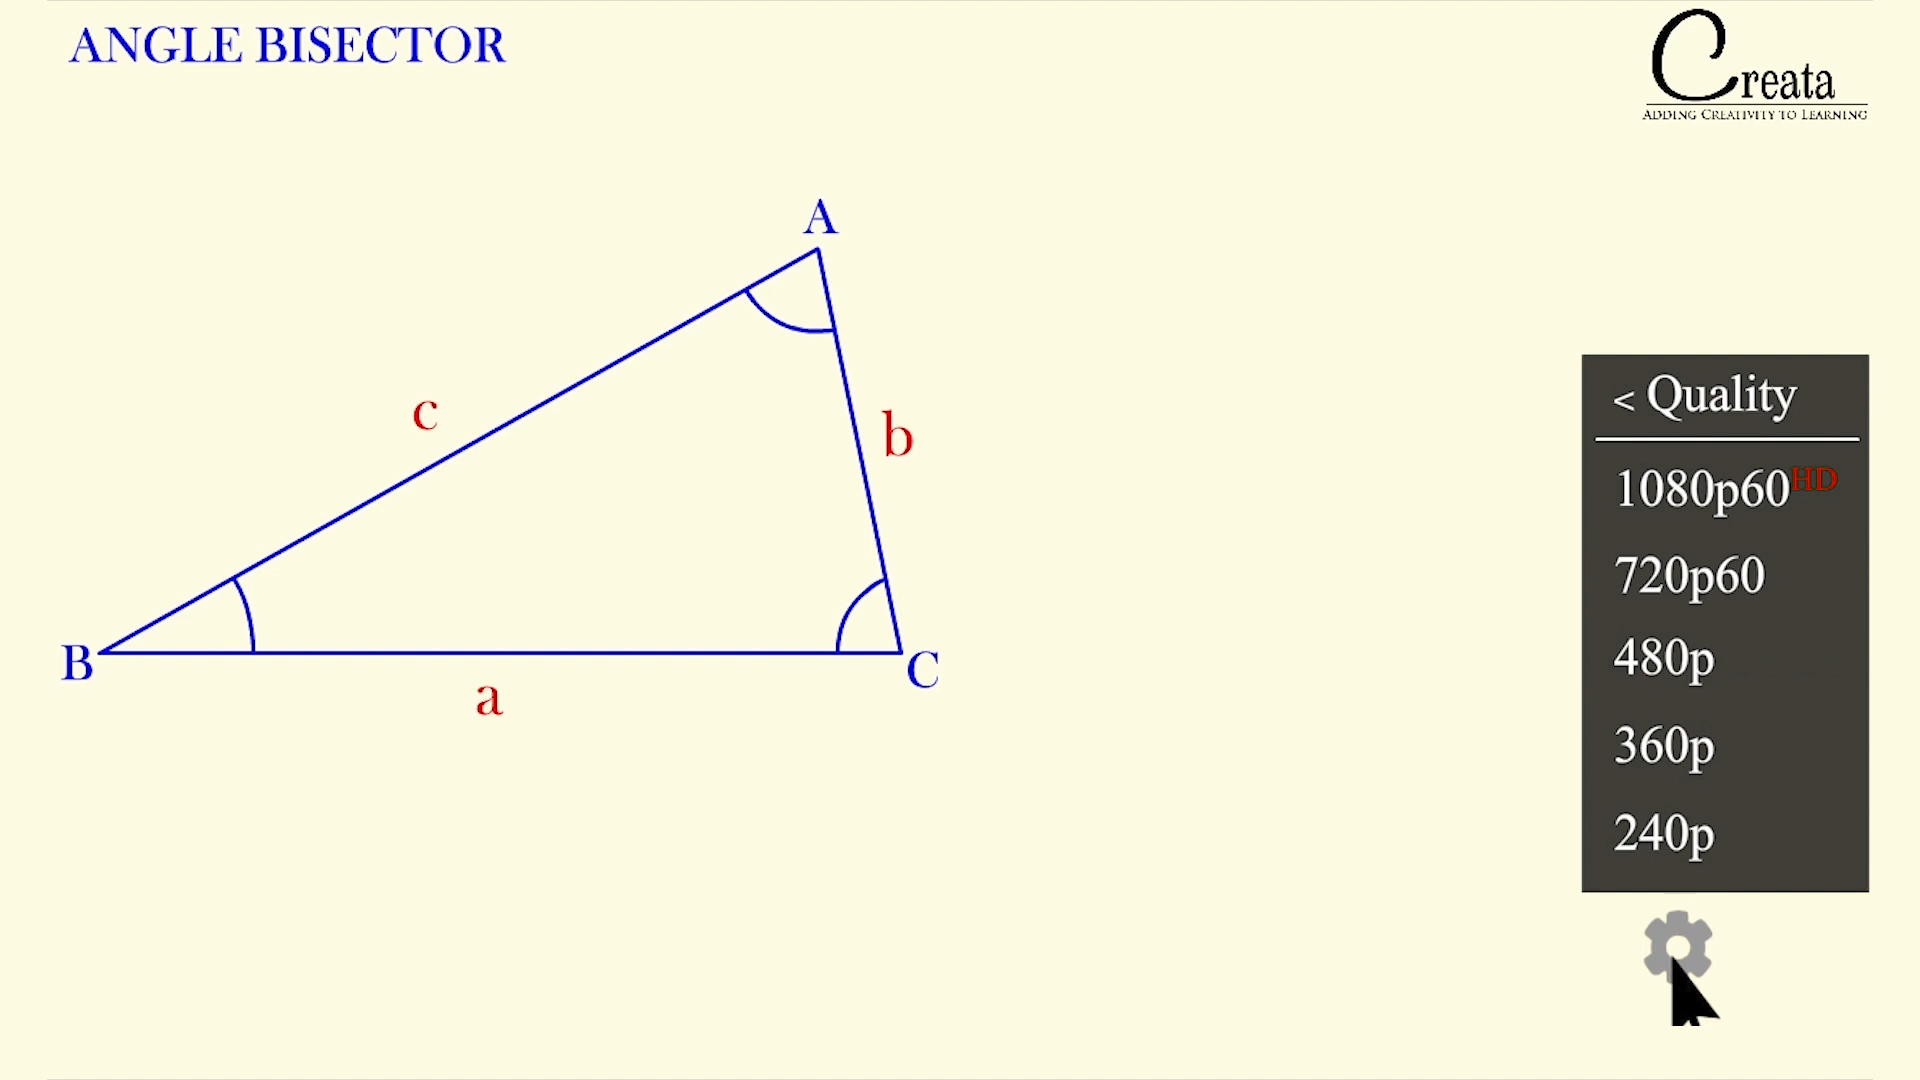 ANGLE BISECTOR
Creata
ADDING CREATIVITY TO LEARNING
A
c
b
B
C
a
< Quality
1080p60HD
720p60
480p
360p
240p